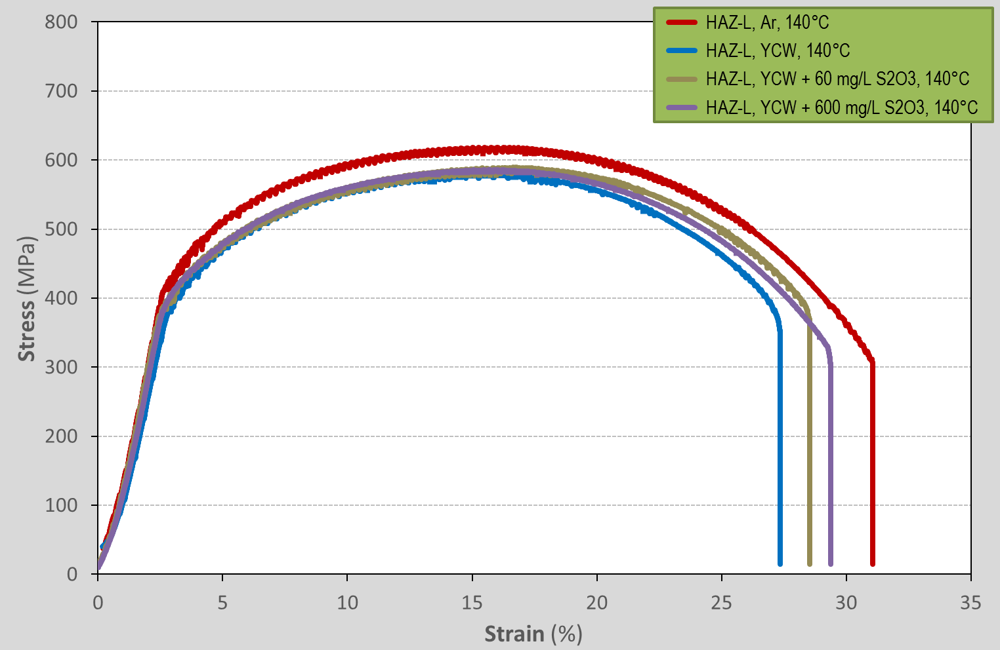 HAZ-L, Ar, 140°C
HAZ-L, YCW, 140°C
HAZ-L, YCW + 60 mg/L S2O3, 140°C
HAZ-L, YCW + 600 mg/L S2O3, 140°C
800
700
600
500
400
300
200
100
0
Stress (MPa)
0 5 10 15 20 25 30 35
Strain (%)